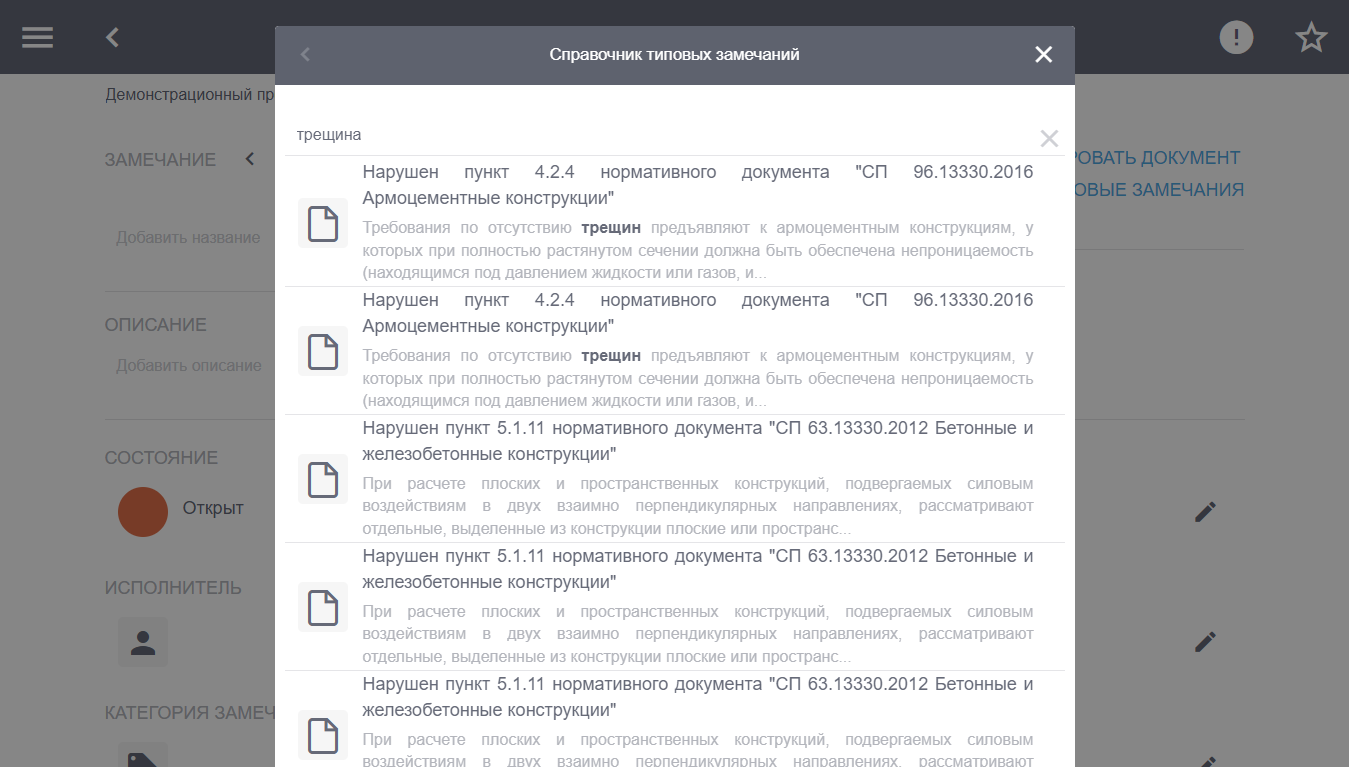 Справочник типовых замечаний
Демонстрационный пр
трещина
ЗАМЕЧАНИЕ
РОВАТЬ ДОКУМЕНТ
ОВЫЕ ЗАМЕЧАНИЯ
Добавить название
ОПИСАНИЕ
Добавить описание
СОСТОЯНИЕ
Открыт
ИСПОЛНИТЕЛЬ
КАТЕГОРИЯ ЗАМЕЧ
Нарушен пункт 4.2.4 нормативного документа "СП 96.13330.2016
Армоцементные конструкции"
Требования по отсутствию трещин предъявляют к армоцементным конструкциям, у
которых при полностью растянутом сечении должна быть обеспечена непроницаемость
(находящимся под давлением жидкости или газов, и...
Нарушен пункт 4.2.4 нормативного документа "СП 96.13330.2016
Армоцементные конструкции"
Требования по отсутствию трещин предъявляют к армоцементным конструкциям, у
которых при полностью растянутом сечении должна быть обеспечена непроницаемость
(находящимся под давлением жидкости или газов, и...
Нарушен пункт 5.1.11 нормативного документа "СП 63.13330.2012 Бетонные и
железобетонные конструкции"
При расчете плоских и пространственных конструкций, подвергаемых силовым
воздействиям в двух взаимно перпендикулярных направлениях, рассматривают
отдельные, выделенные из конструкции плоские или пространс...
Нарушен пункт 5.1.11 нормативного документа "СП 63.13330.2012 Бетонные и
железобетонные конструкции"
При расчете плоских и пространственных конструкций, подвергаемых силовым
воздействиям в двух взаимно перпендикулярных направлениях, рассматривают
отдельные, выделенные из конструкции плоские или пространс...
Нарушен пункт 5.1.11 нормативного документа "СП 63.13330.2012 Бетонные и
железобетонные конструкции"
При расчете плоских и пространственных конструкций, подвергаемых силовым
воздействиям в двух взаимно перпендикулярных направлениях, рассматривают